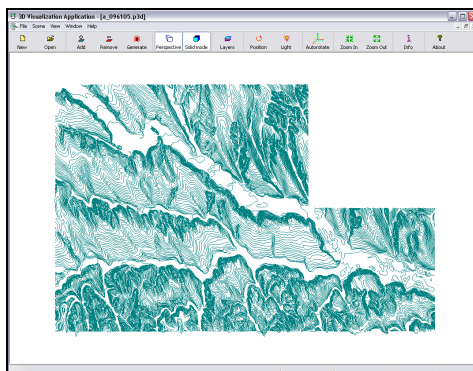 3D Visualization Application - [a_096105.p3d]
File Scene View Window Help
New Open Add Remove Generate Perspective Solid mode Layers Position Light Autorotate Zoom In Zoom Out Info About